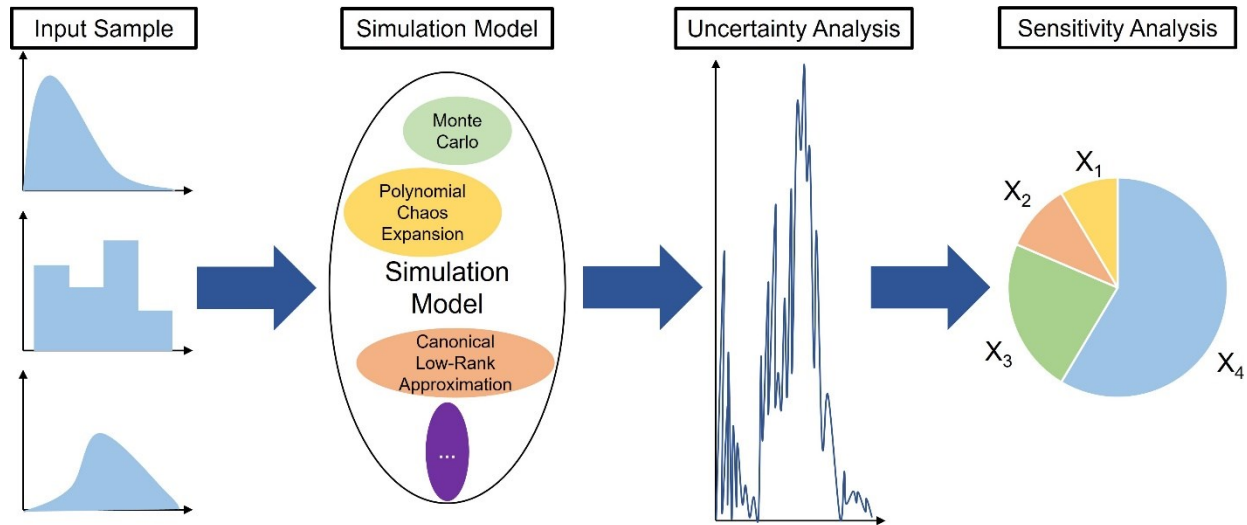 Input Sample
Simulation Model
Uncertainty Analysis
Sensitivity Analysis
Monte
Carlo
Polynomial
Chaos
Expansion
Simulation
Model
Canonical
Low-Rank
Approximation
...
X₁
X₂
X₃
X₄